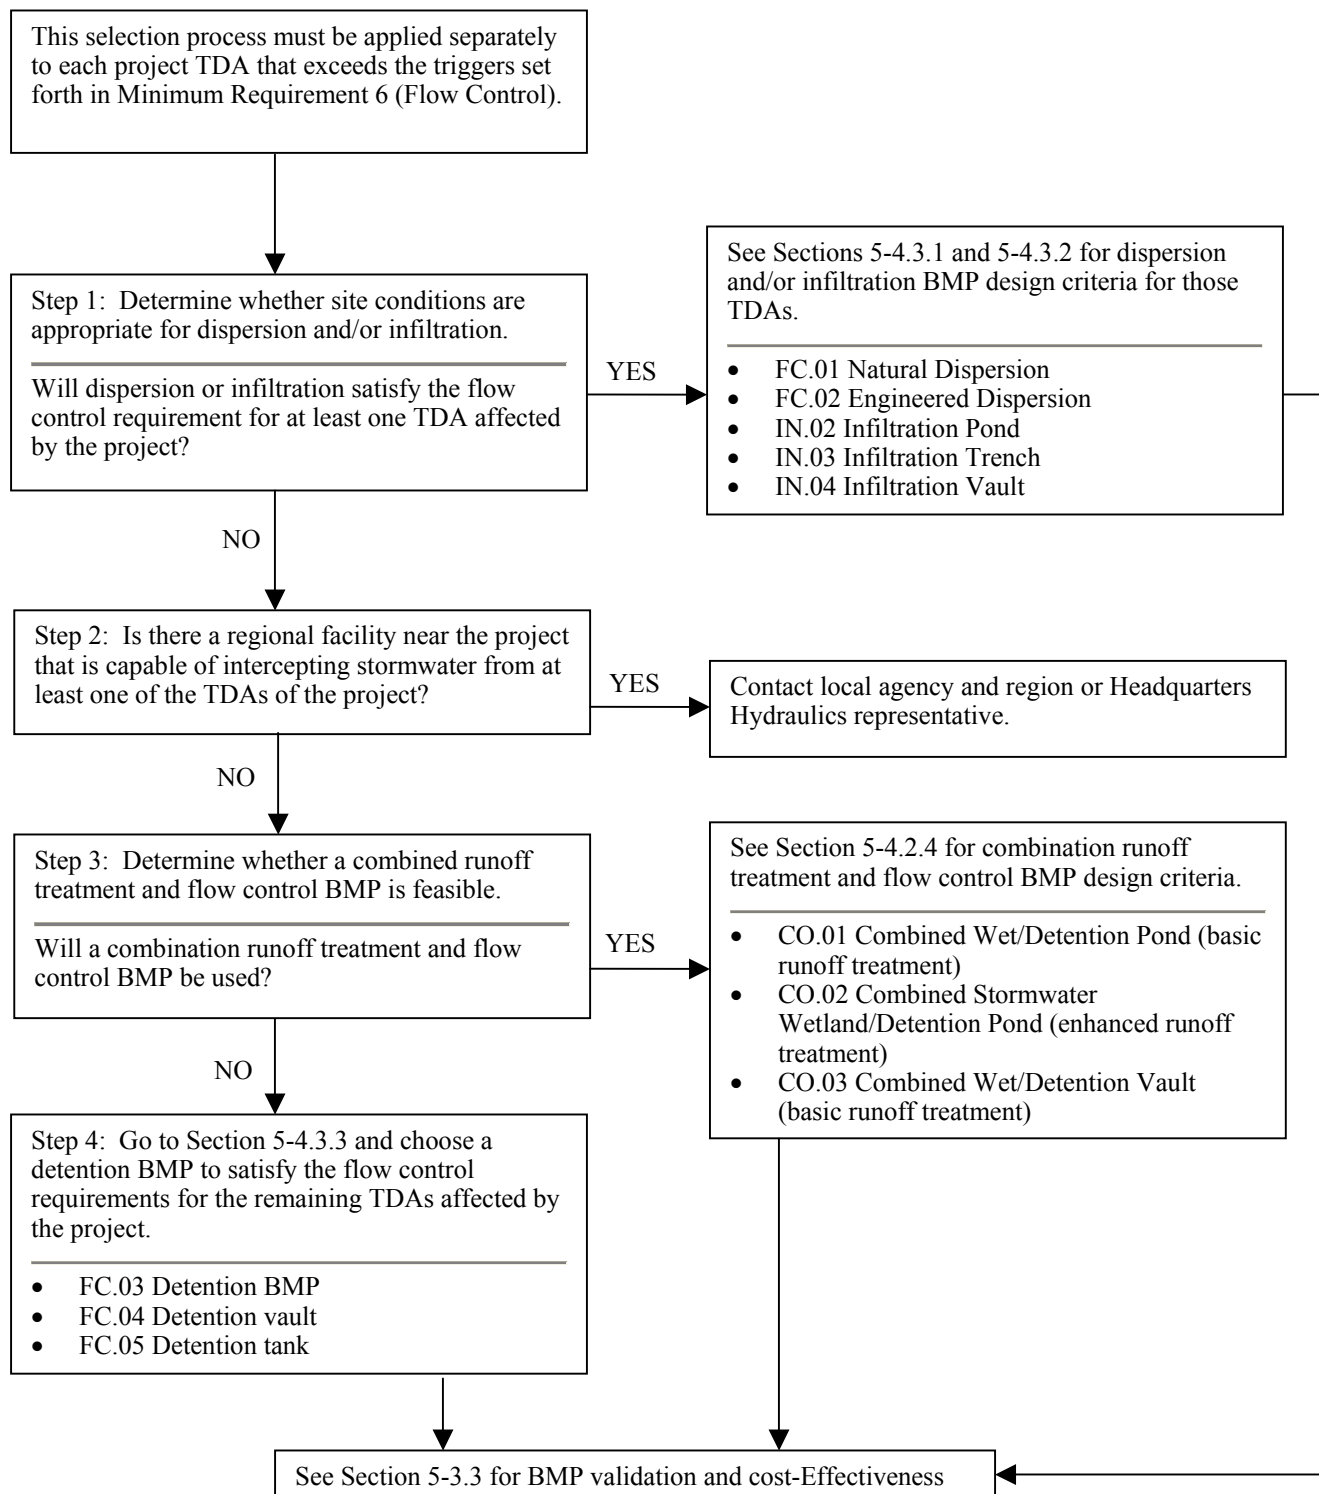 This selection process must be applied separately
to each project TDA that exceeds the triggers set
forth in Minimum Requirement 6 (Flow Control).
Step 1:  Determine whether site conditions are
appropriate for dispersion and/or infiltration.
Will dispersion or infiltration satisfy the flow
control requirement for at least one TDA affected
by the project?
YES
See Sections 5-4.3.1 and 5-4.3.2 for dispersion
and/or infiltration BMP design criteria for those
TDAs.
• FC.01 Natural Dispersion
• FC.02 Engineered Dispersion
• IN.02 Infiltration Pond
• IN.03 Infiltration Trench
• IN.04 Infiltration Vault
NO
Step 2:  Is there a regional facility near the project
that is capable of intercepting stormwater from at
least one of the TDAs of the project?
YES
Contact local agency and region or Headquarters
Hydraulics representative.
NO
Step 3:  Determine whether a combined runoff
treatment and flow control BMP is feasible.
Will a combination runoff treatment and flow
control BMP be used?
YES
See Section 5-4.2.4 for combination runoff
treatment and flow control BMP design criteria.
• CO.01 Combined Wet/Detention Pond (basic
runoff treatment)
• CO.02 Combined Stormwater
Wetland/Detention Pond (enhanced runoff
treatment)
• CO.03 Combined Wet/Detention Vault
(basic runoff treatment)
NO
Step 4:  Go to Section 5-4.3.3 and choose a
detention BMP to satisfy the flow control
requirements for the remaining TDAs affected by
the project.
• FC.03 Detention BMP
• FC.04 Detention vault
• FC.05 Detention tank
See Section 5-3.3 for BMP validation and cost-Effectiveness